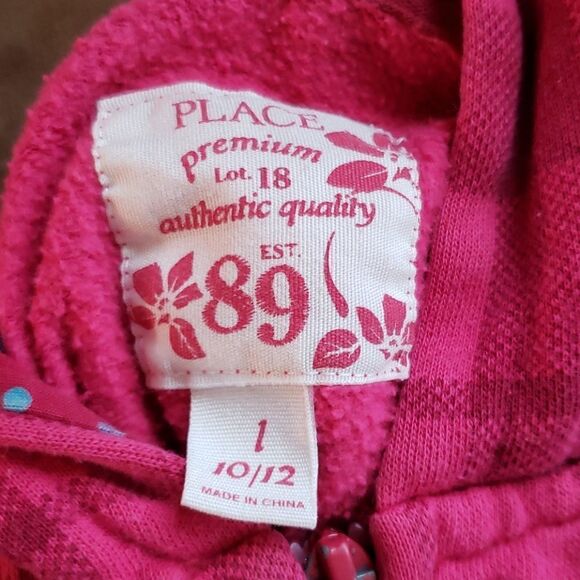 PLACE
premium
Lot. 18
authentic quality
EST.
89
l
10/12
MADE IN CHINA